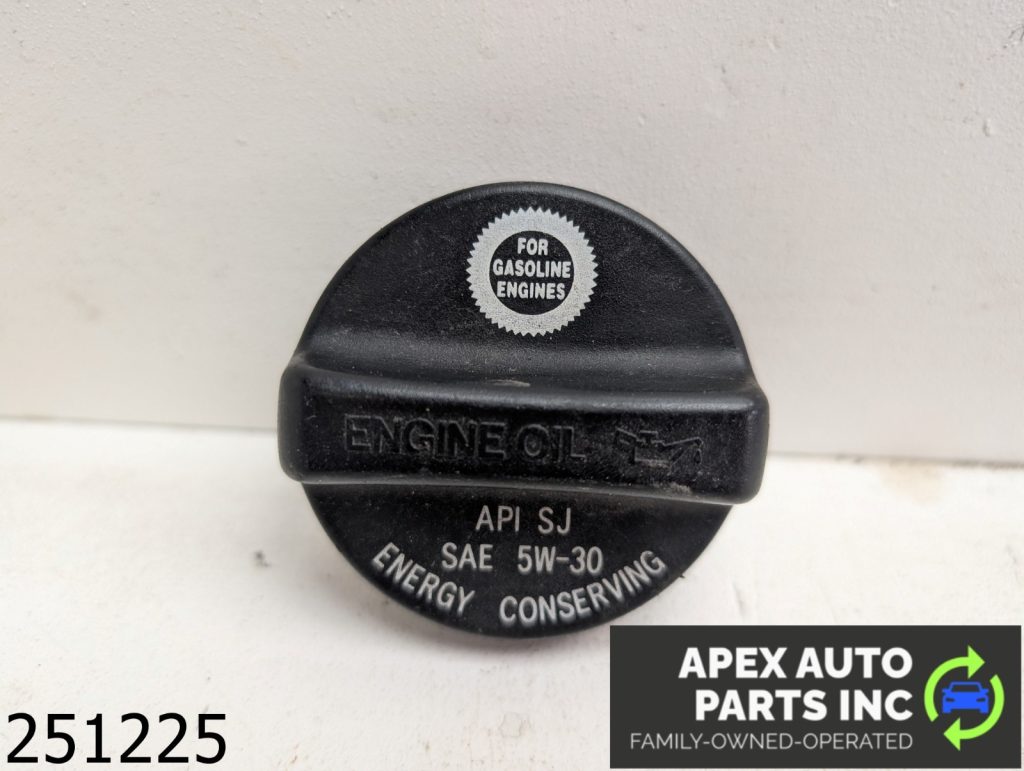 FOR
GASOLINE
ENGINES
ENGINE OIL
API SJ
SAE 5W-30
ENERGY CONSERVING
APEX AUTO
PARTS INC
FAMILY-OWNED-OPERATED
251225